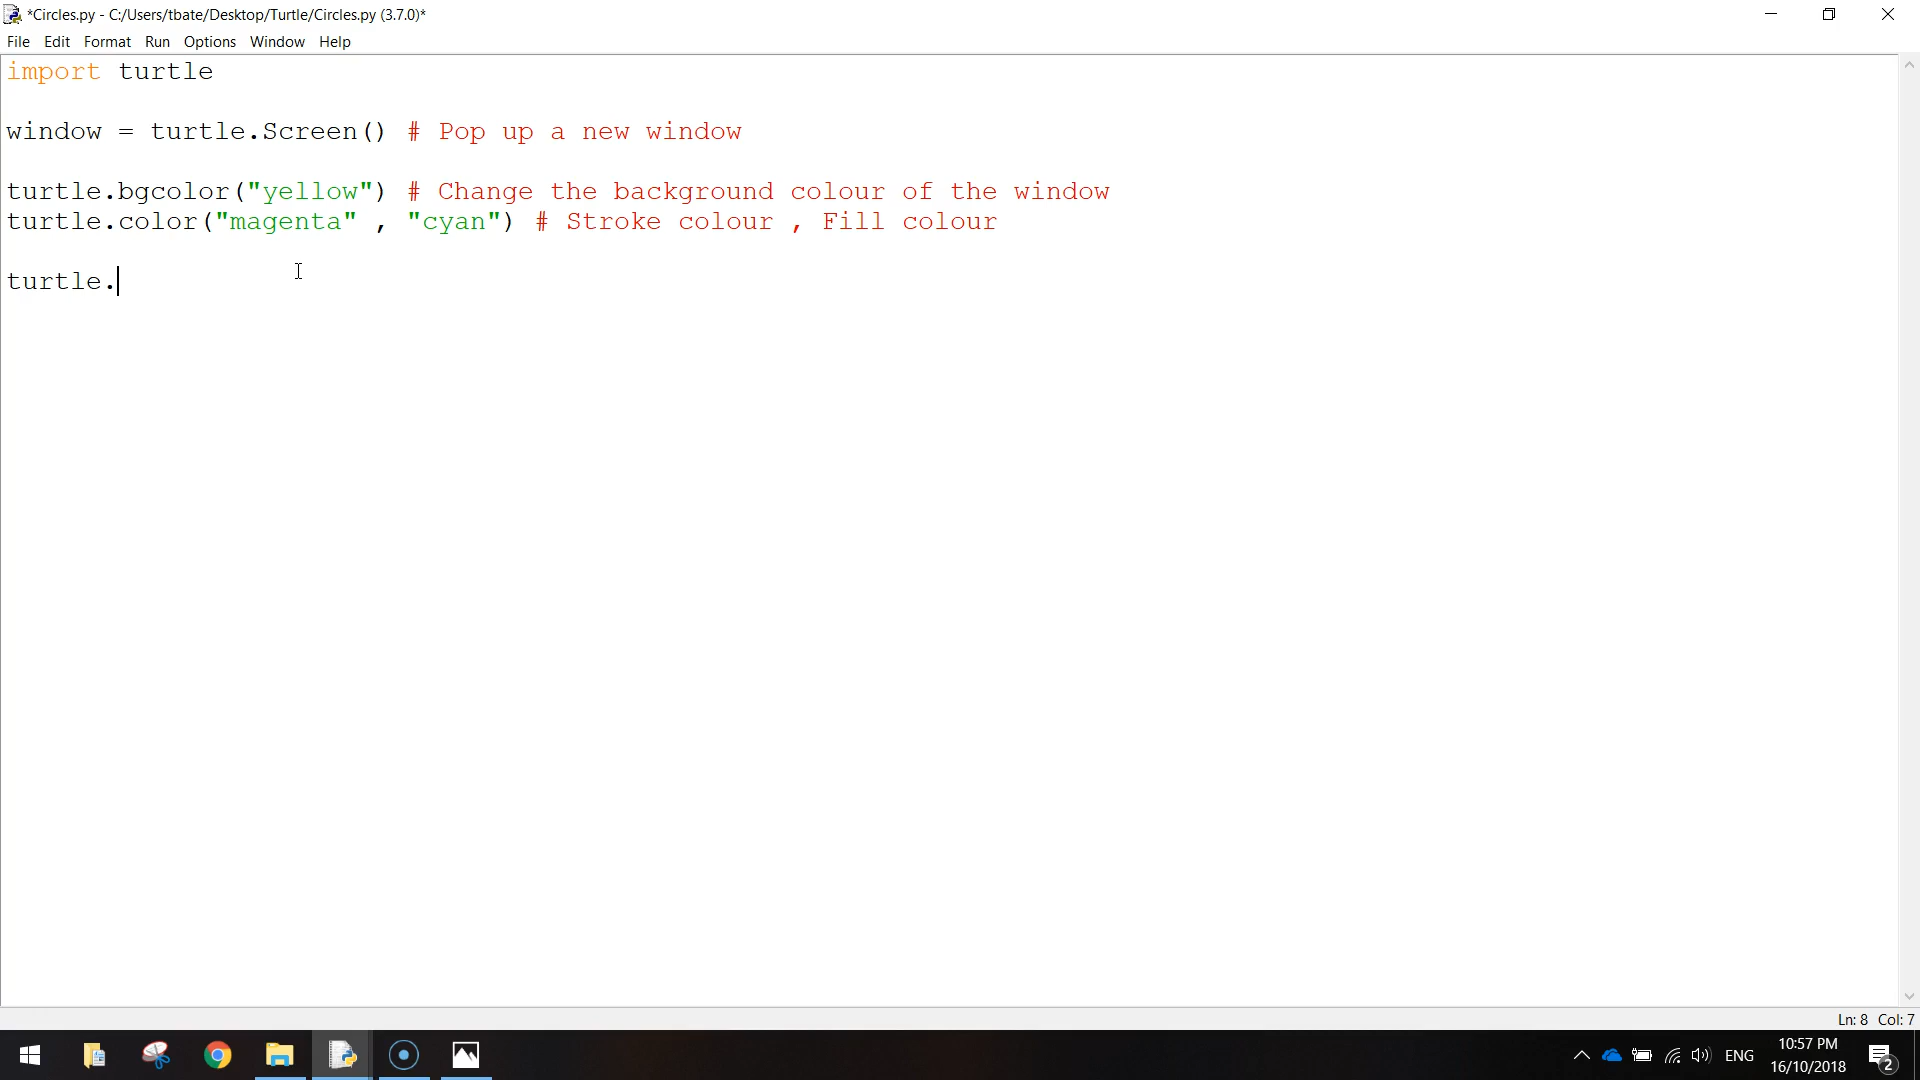 *Circles.py - C:/Users/tbate/Desktop/Turtle/Circles.py (3.7.0)*
File Edit Format Run Options Window Help
import turtle
window = turtle.Screen() # Pop up a new window
turtle.bgcolor("yellow") # Change the background colour of the window
turtle.color("magenta" , "cyan") # Stroke colour , Fill colour
turtle.
Ln: 8 Col: 7
ENG
10:57 PM
16/10/2018
2